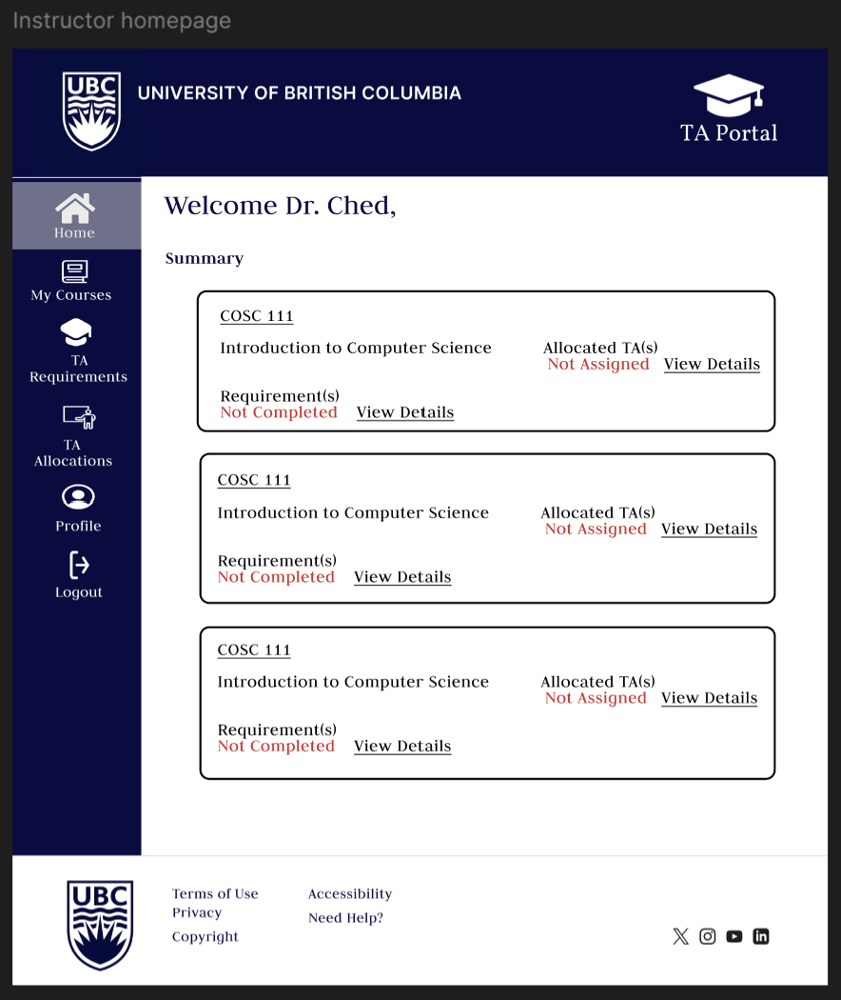 Instructor homepage
UBC
UNIVERSITY OF BRITISH COLUMBIA
TA Portal
Home
My Courses
TA
Requirements
TA
Allocations
Profile
Logout
Welcome Dr. Ched,
Summary
COSC 111
Introduction to Computer Science
Allocated TA(s)
Not Assigned View Details
Requirement(s)
Not Completed View Details
COSC 111
Introduction to Computer Science
Allocated TA(s)
Not Assigned View Details
Requirement(s)
Not Completed View Details
COSC 111
Introduction to Computer Science
Allocated TA(s)
Not Assigned View Details
Requirement(s)
Not Completed View Details
UBC
Terms of Use
Privacy
Copyright
Accessibility
Need Help?